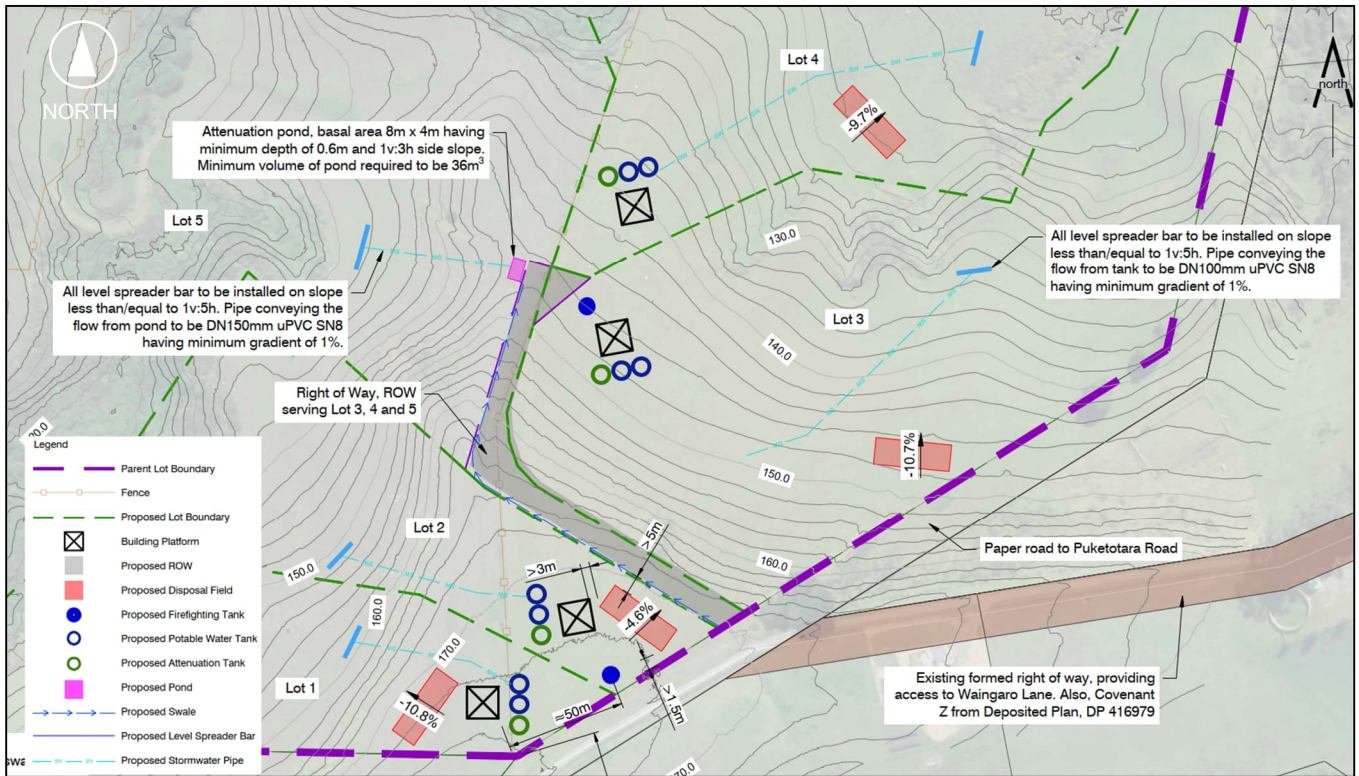 NORTH
north
Lot 4
Attenuation pond, basal area 8m x 4m having
minimum depth of 0.6m and 1v:3h side slope.
Minimum volume of pond required to be 36m³
-9.7%
Lot 5
130.0
All level spreader bar to be installed on slope
less than/equal to 1v:5h. Pipe conveying the
flow from tank to be DN100mm uPVC SN8
having minimum gradient of 1%.
All level spreader bar to be installed on slope
less than/equal to 1v:5h. Pipe conveying the
flow from pond to be DN150mm uPVC SN8
having minimum gradient of 1%.
Lot 3
140.0
Right of Way, ROW
serving Lot 3, 4 and 5
-10.7%
150.0
Lot 2
>5m
Paper road to Puketotara Road
160.0
>3m
150.0
160.0
-4.6%
170.0
Lot 1
-10.8%
≈50m
>1.5m
Existing formed right of way, providing
access to Waingaro Lane. Also, Covenant
Z from Deposited Plan, DP 416979
Legend
Parent Lot Boundary
Fence
Proposed Lot Boundary
Building Platform
Proposed ROW
Proposed Disposal Field
Proposed Firefighting Tank
Proposed Potable Water Tank
Proposed Attenuation Tank
Proposed Pond
Proposed Swale
Proposed Level Spreader Bar
Proposed Stormwater Pipe